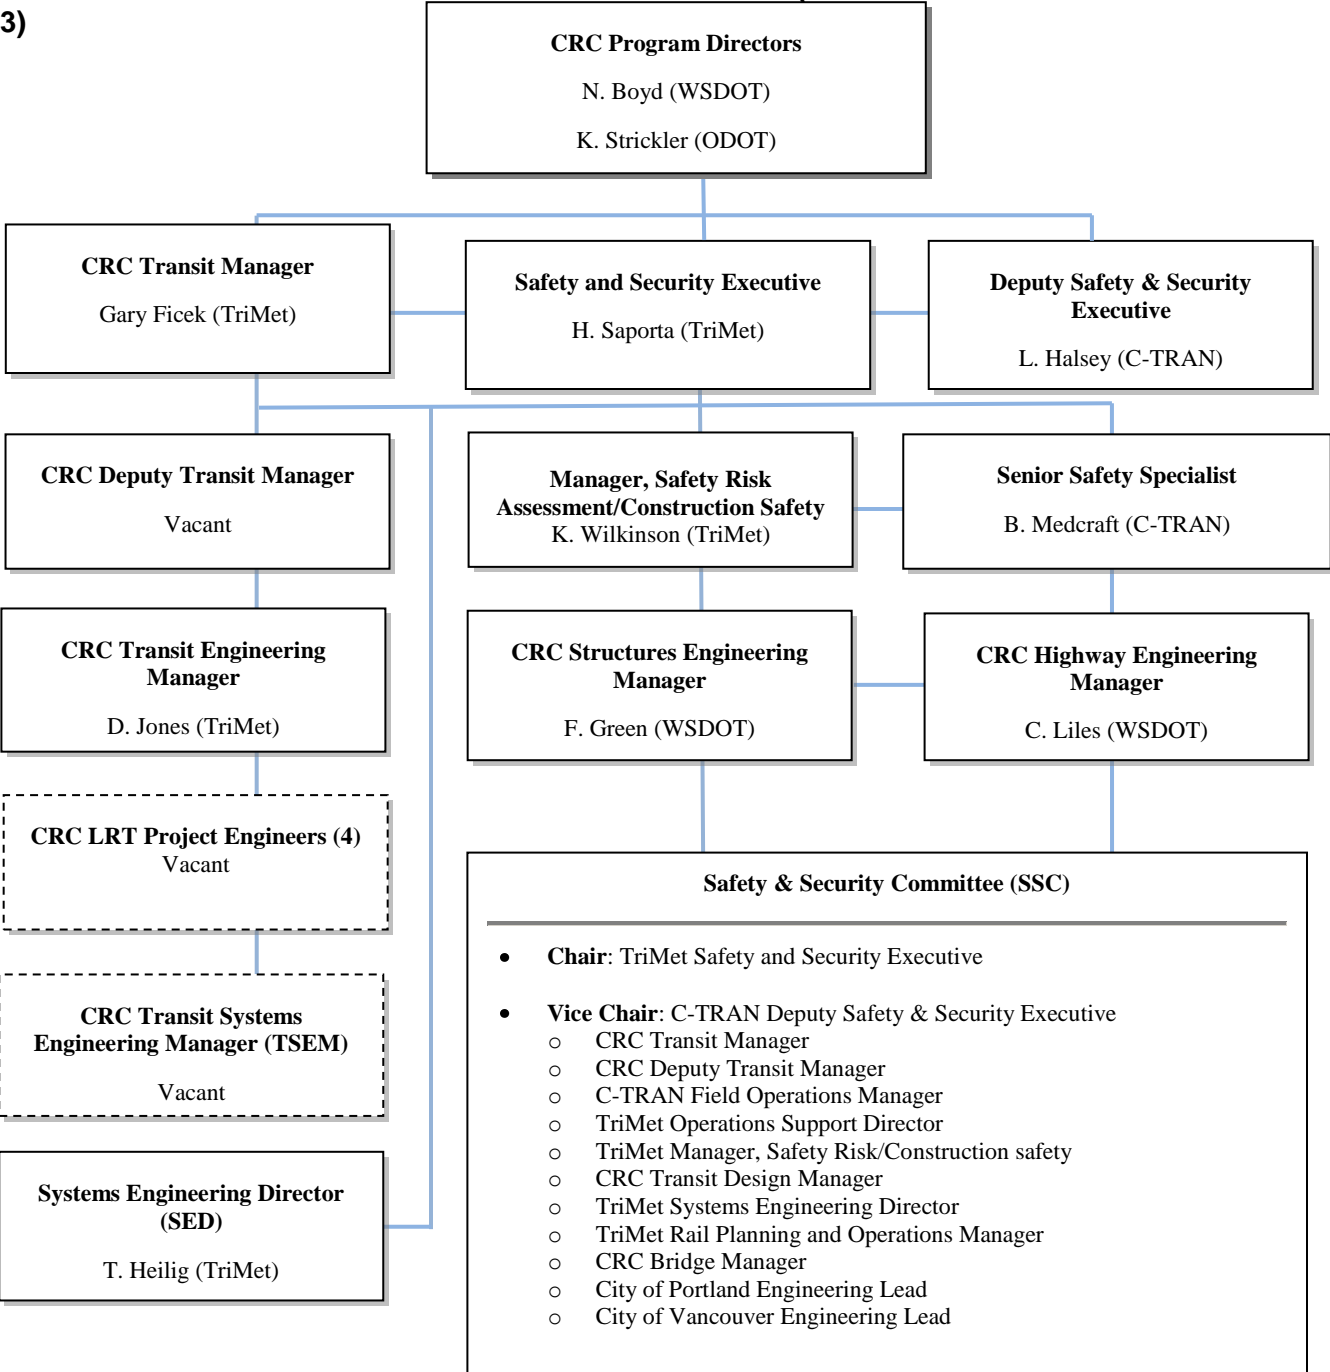 3)
CRC Program Directors
N. Boyd (WSDOT)
K. Strickler (ODOT)
CRC Transit Manager
Gary Ficek (TriMet)
Safety and Security Executive
H. Saporta (TriMet)
Deputy Safety & Security
Executive
L. Halsey (C-TRAN)
CRC Deputy Transit Manager
Vacant
Manager, Safety Risk
Assessment/Construction Safety
K. Wilkinson (TriMet)
Senior Safety Specialist
B. Medcraft (C-TRAN)
CRC Transit Engineering
Manager
D. Jones (TriMet)
CRC Structures Engineering
Manager
F. Green (WSDOT)
CRC Highway Engineering
Manager
C. Liles (WSDOT)
CRC LRT Project Engineers (4)
Vacant
CRC Transit Systems
Engineering Manager (TSEM)
Vacant
Systems Engineering Director
(SED)
T. Heilig (TriMet)
Safety & Security Committee (SSC)
• Chair: TriMet Safety and Security Executive
• Vice Chair: C-TRAN Deputy Safety & Security Executive
o CRC Transit Manager
o CRC Deputy Transit Manager
o C-TRAN Field Operations Manager
o TriMet Operations Support Director
o TriMet Manager, Safety Risk/Construction safety
o CRC Transit Design Manager
o TriMet Systems Engineering Director
o TriMet Rail Planning and Operations Manager
o CRC Bridge Manager
o City of Portland Engineering Lead
o City of Vancouver Engineering Lead